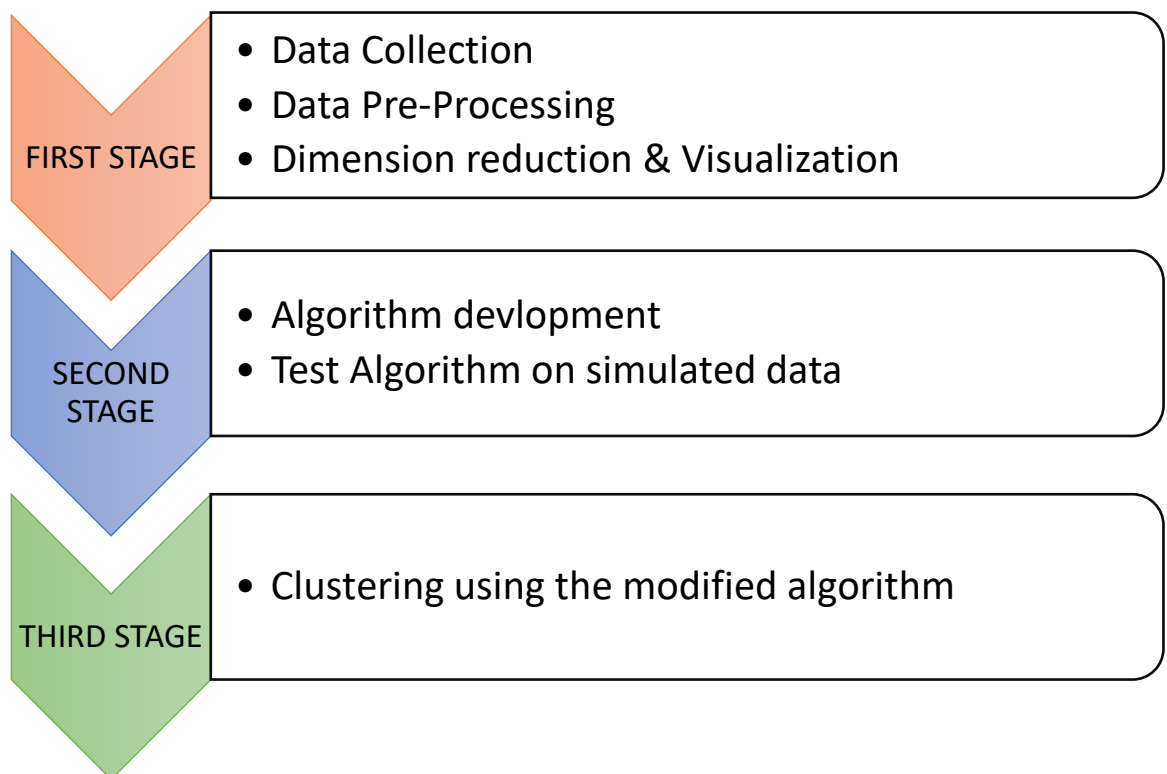 FIRST STAGE
• Data Collection
• Data Pre-Processing
• Dimension reduction & Visualization
SECOND
STAGE
• Algorithm devlopment
• Test Algorithm on simulated data
THIRD STAGE
• Clustering using the modified algorithm